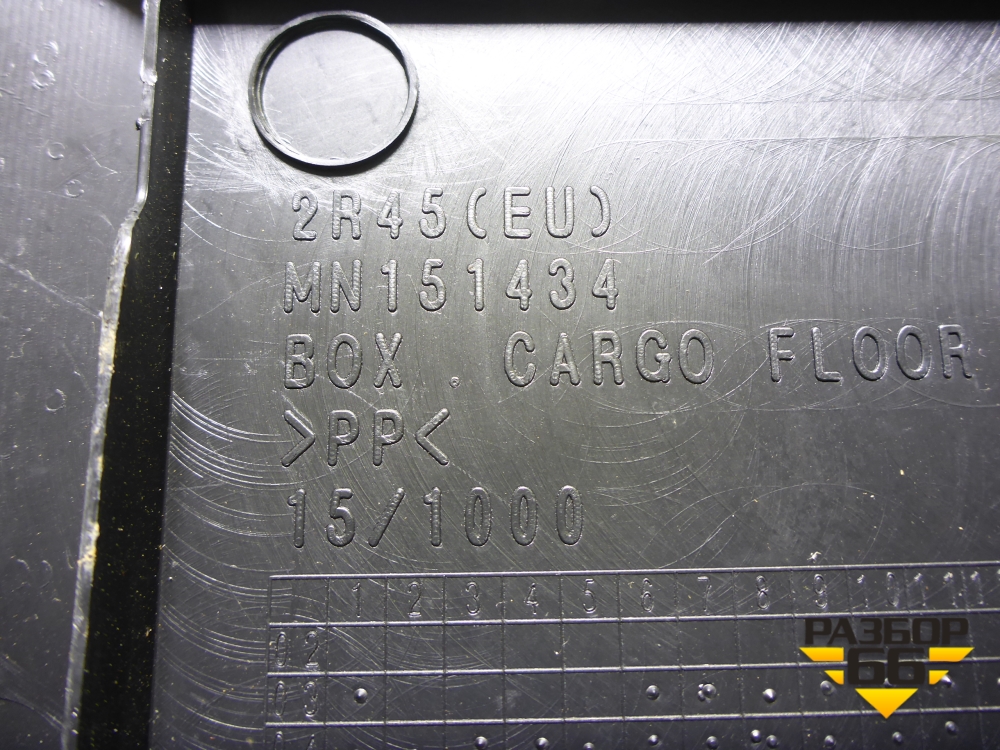 2R45(EU)
MN151434
BOX . CARGO FLOOR
>PP<
15/1000
1 2 3 4 5 6 7 8 9 10 11
02
03
РАЗБОР
66